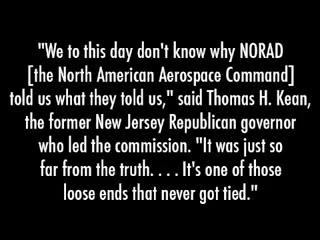 "We to this day don't know why NORAD
[the North American Aerospace Command]
told us what they told us," said Thomas H. Kean,
the former New Jersey Republican governor
who led the commission. "It was just so
far from the truth. . . . It's one of those
loose ends that never got tied."